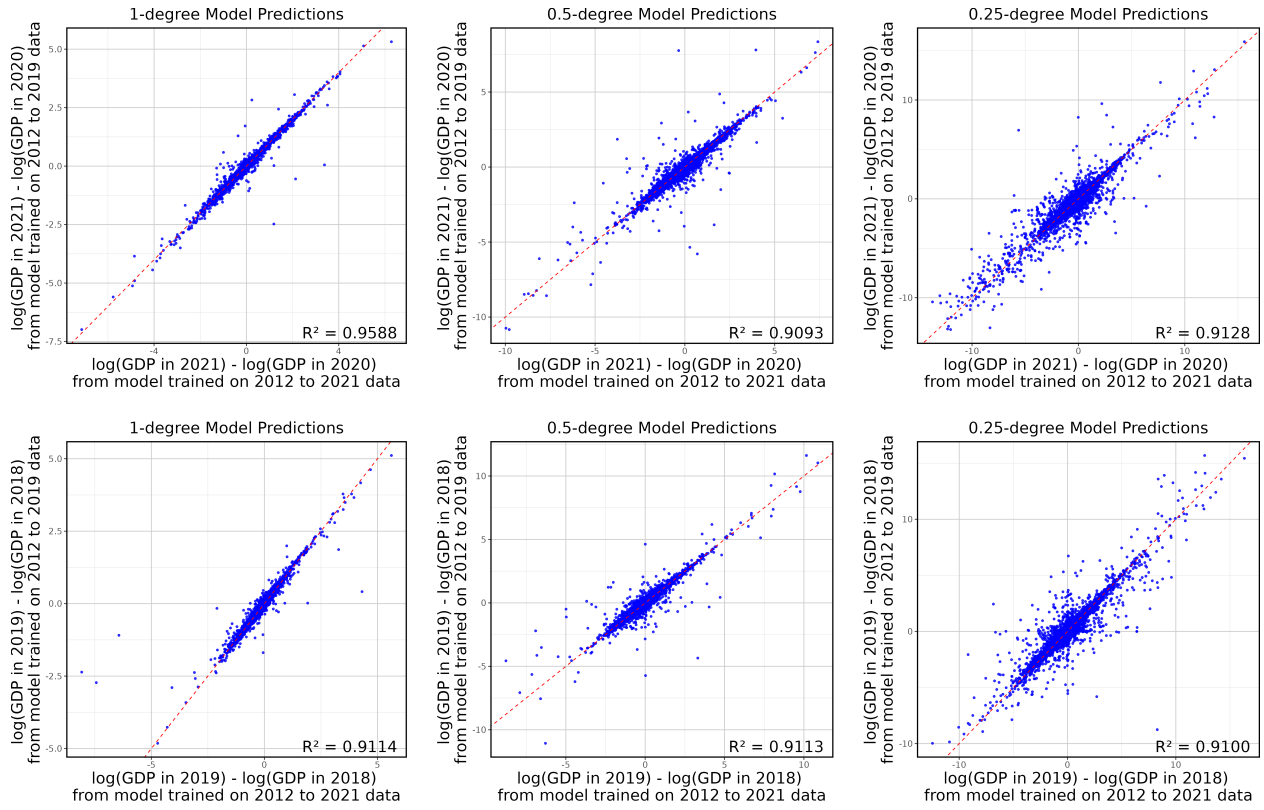 1-degree Model Predictions
log(GDP in 2021) - log(GDP in 2020)
from model trained on 2012 to 2019 data
5.0
2.5
0.0
-2.5
-5.0
-7.5
R² = 0.9588
-4
0
4
log(GDP in 2021) - log(GDP in 2020)
from model trained on 2012 to 2021 data
0.5-degree Model Predictions
log(GDP in 2021) - log(GDP in 2020)
from model trained on 2012 to 2019 data
5
0
-5
-10
R² = 0.9093
-10
-5
0
5
log(GDP in 2021) - log(GDP in 2020)
from model trained on 2012 to 2021 data
0.25-degree Model Predictions
log(GDP in 2021) - log(GDP in 2020)
from model trained on 2012 to 2019 data
10
0
-10
R² = 0.9128
-10
0
10
log(GDP in 2021) - log(GDP in 2020)
from model trained on 2012 to 2021 data
1-degree Model Predictions
log(GDP in 2019) - log(GDP in 2018)
from model trained on 2012 to 2019 data
5.0
2.5
0.0
-2.5
-5.0
R² = 0.9114
-5
0
5
log(GDP in 2019) - log(GDP in 2018)
from model trained on 2012 to 2021 data
0.5-degree Model Predictions
log(GDP in 2019) - log(GDP in 2018)
from model trained on 2012 to 2019 data
10
5
0
-5
-10
R² = 0.9113
-5
0
5
10
log(GDP in 2019) - log(GDP in 2018)
from model trained on 2012 to 2021 data
0.25-degree Model Predictions
log(GDP in 2019) - log(GDP in 2018)
from model trained on 2012 to 2019 data
10
0
-10
R² = 0.9100
-10
0
10
log(GDP in 2019) - log(GDP in 2018)
from model trained on 2012 to 2021 data